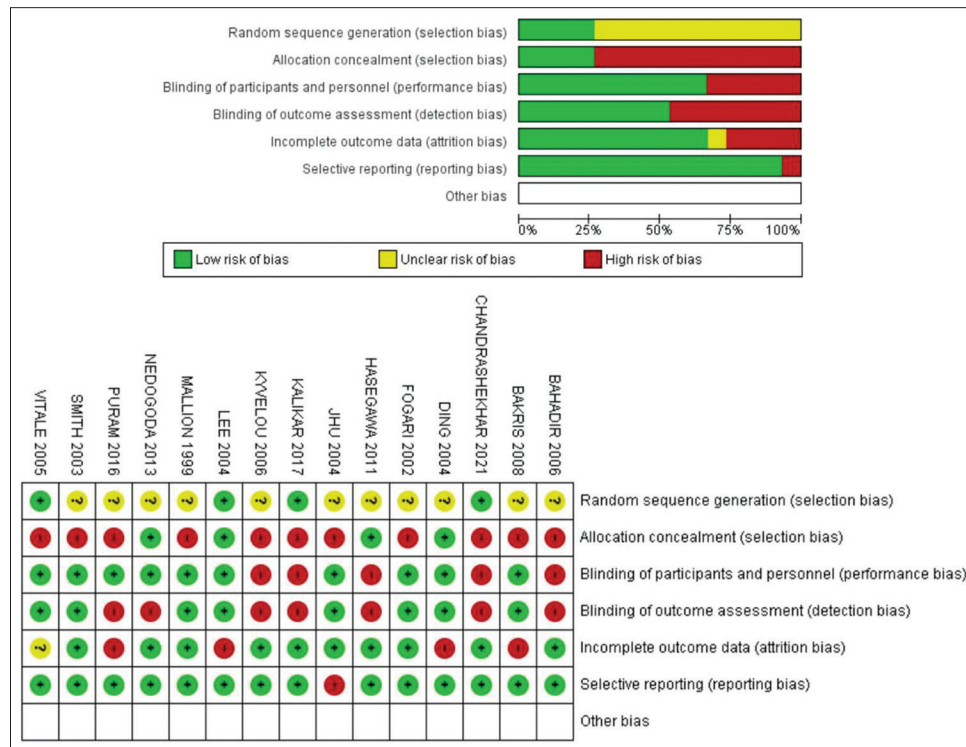 Random sequence generation (selection bias)
Allocation concealment (selection bias)
Blinding of participants and personnel (performance bias)
Blinding of outcome assessment (detection bias)
Incomplete outcome data (attrition bias)
Selective reporting (reporting bias)
Other bias
0% 25% 50% 75% 100%
Low risk of bias Unclear risk of bias High risk of bias
VITALE 2005
SMITH 2003
PURAM 2016
NEDOGODA 2013
MALLION 1999
LEE 2004
KYVELOU 2006
KALIKAR 2017
JHU 2004
HASEGAWA 2011
FOGARI 2002
DING 2004
CHANDRASHEKHAR 2021
BAKRIS 2008
BAHADIR 2006
+ ? ? ? ? + ? + ? ? ? ? + ? ? Random sequence generation (selection bias)
- - - + - + - - - + - + - - - Allocation concealment (selection bias)
+ + + + + + - - + - + + - + - Blinding of participants and personnel (performance bias)
+ + - - + + - - + - + + - + - Blinding of outcome assessment (detection bias)
? + - + + - + + + + + - + - + Incomplete outcome data (attrition bias)
+ + + + + + + + - + + + + + + Selective reporting (reporting bias)
Other bias